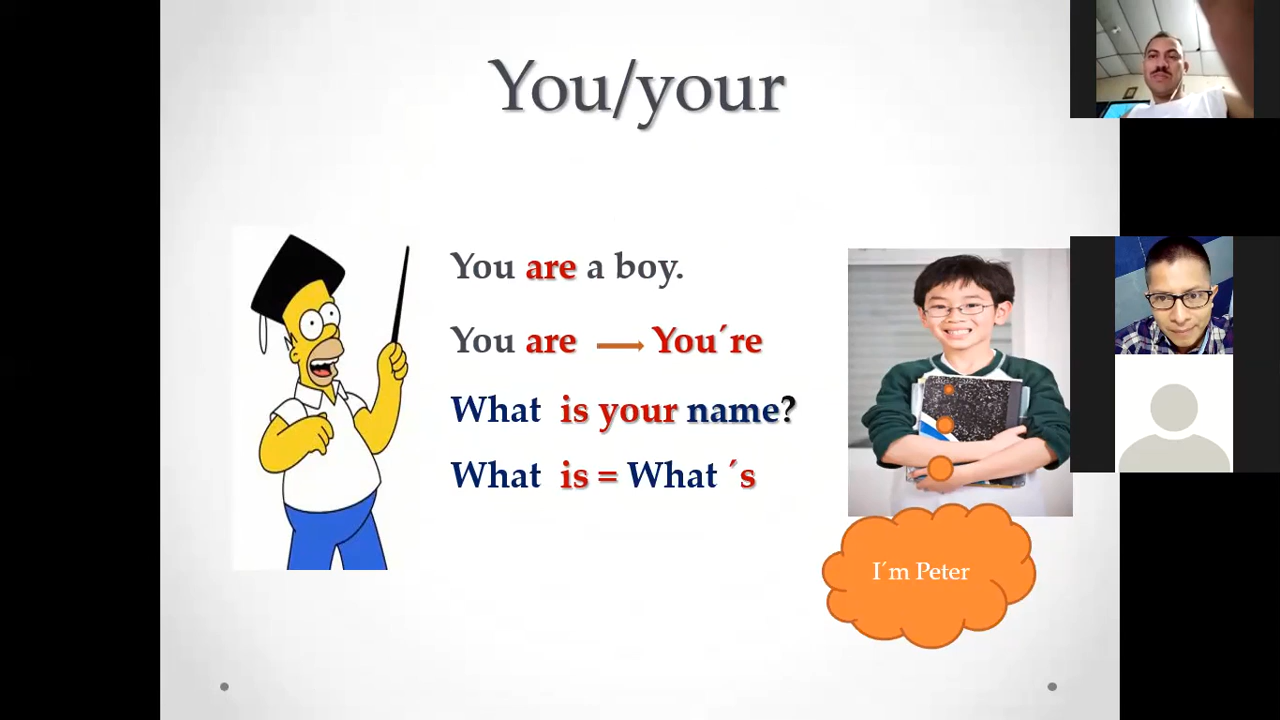 You/your
You are a boy.
You are You´re
What is your name?
What is = What ´s
I´m Peter